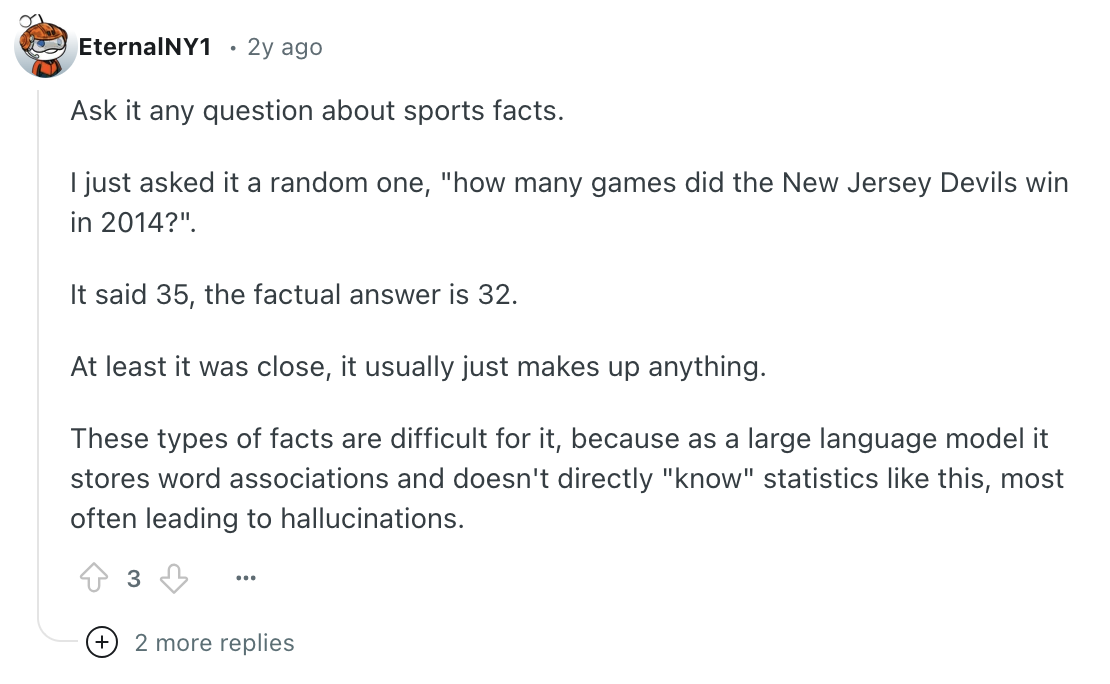 EternalNY1 • 2y ago
Ask it any question about sports facts.
I just asked it a random one, "how many games did the New Jersey Devils win
in 2014?".
It said 35, the factual answer is 32.
At least it was close, it usually just makes up anything.
These types of facts are difficult for it, because as a large language model it
stores word associations and doesn't directly "know" statistics like this, most
often leading to hallucinations.
3
2 more replies